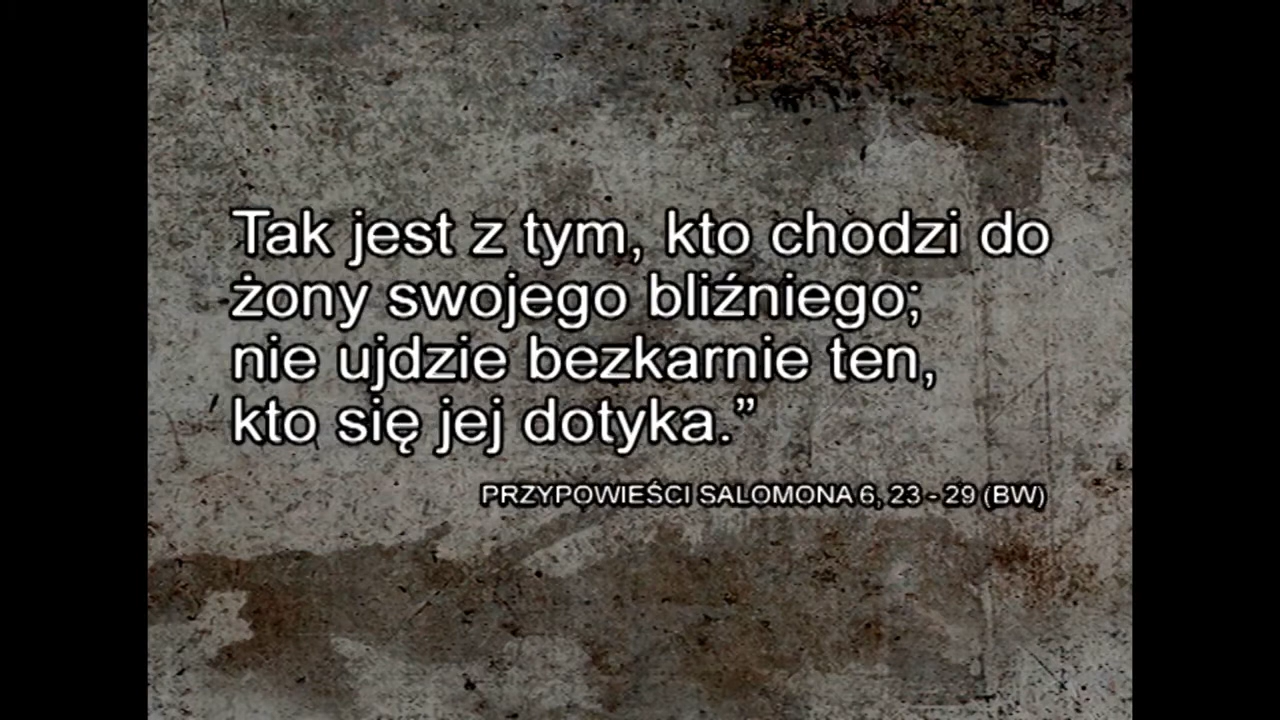 Tak jest z tym, kto chodzi do
żony swojego bliźniego;
nie ujdzie bezkarnie ten,
kto się jej dotyka.”
PRZYPOWIEŚCI SALOMONA 6, 23 - 29 (BW)